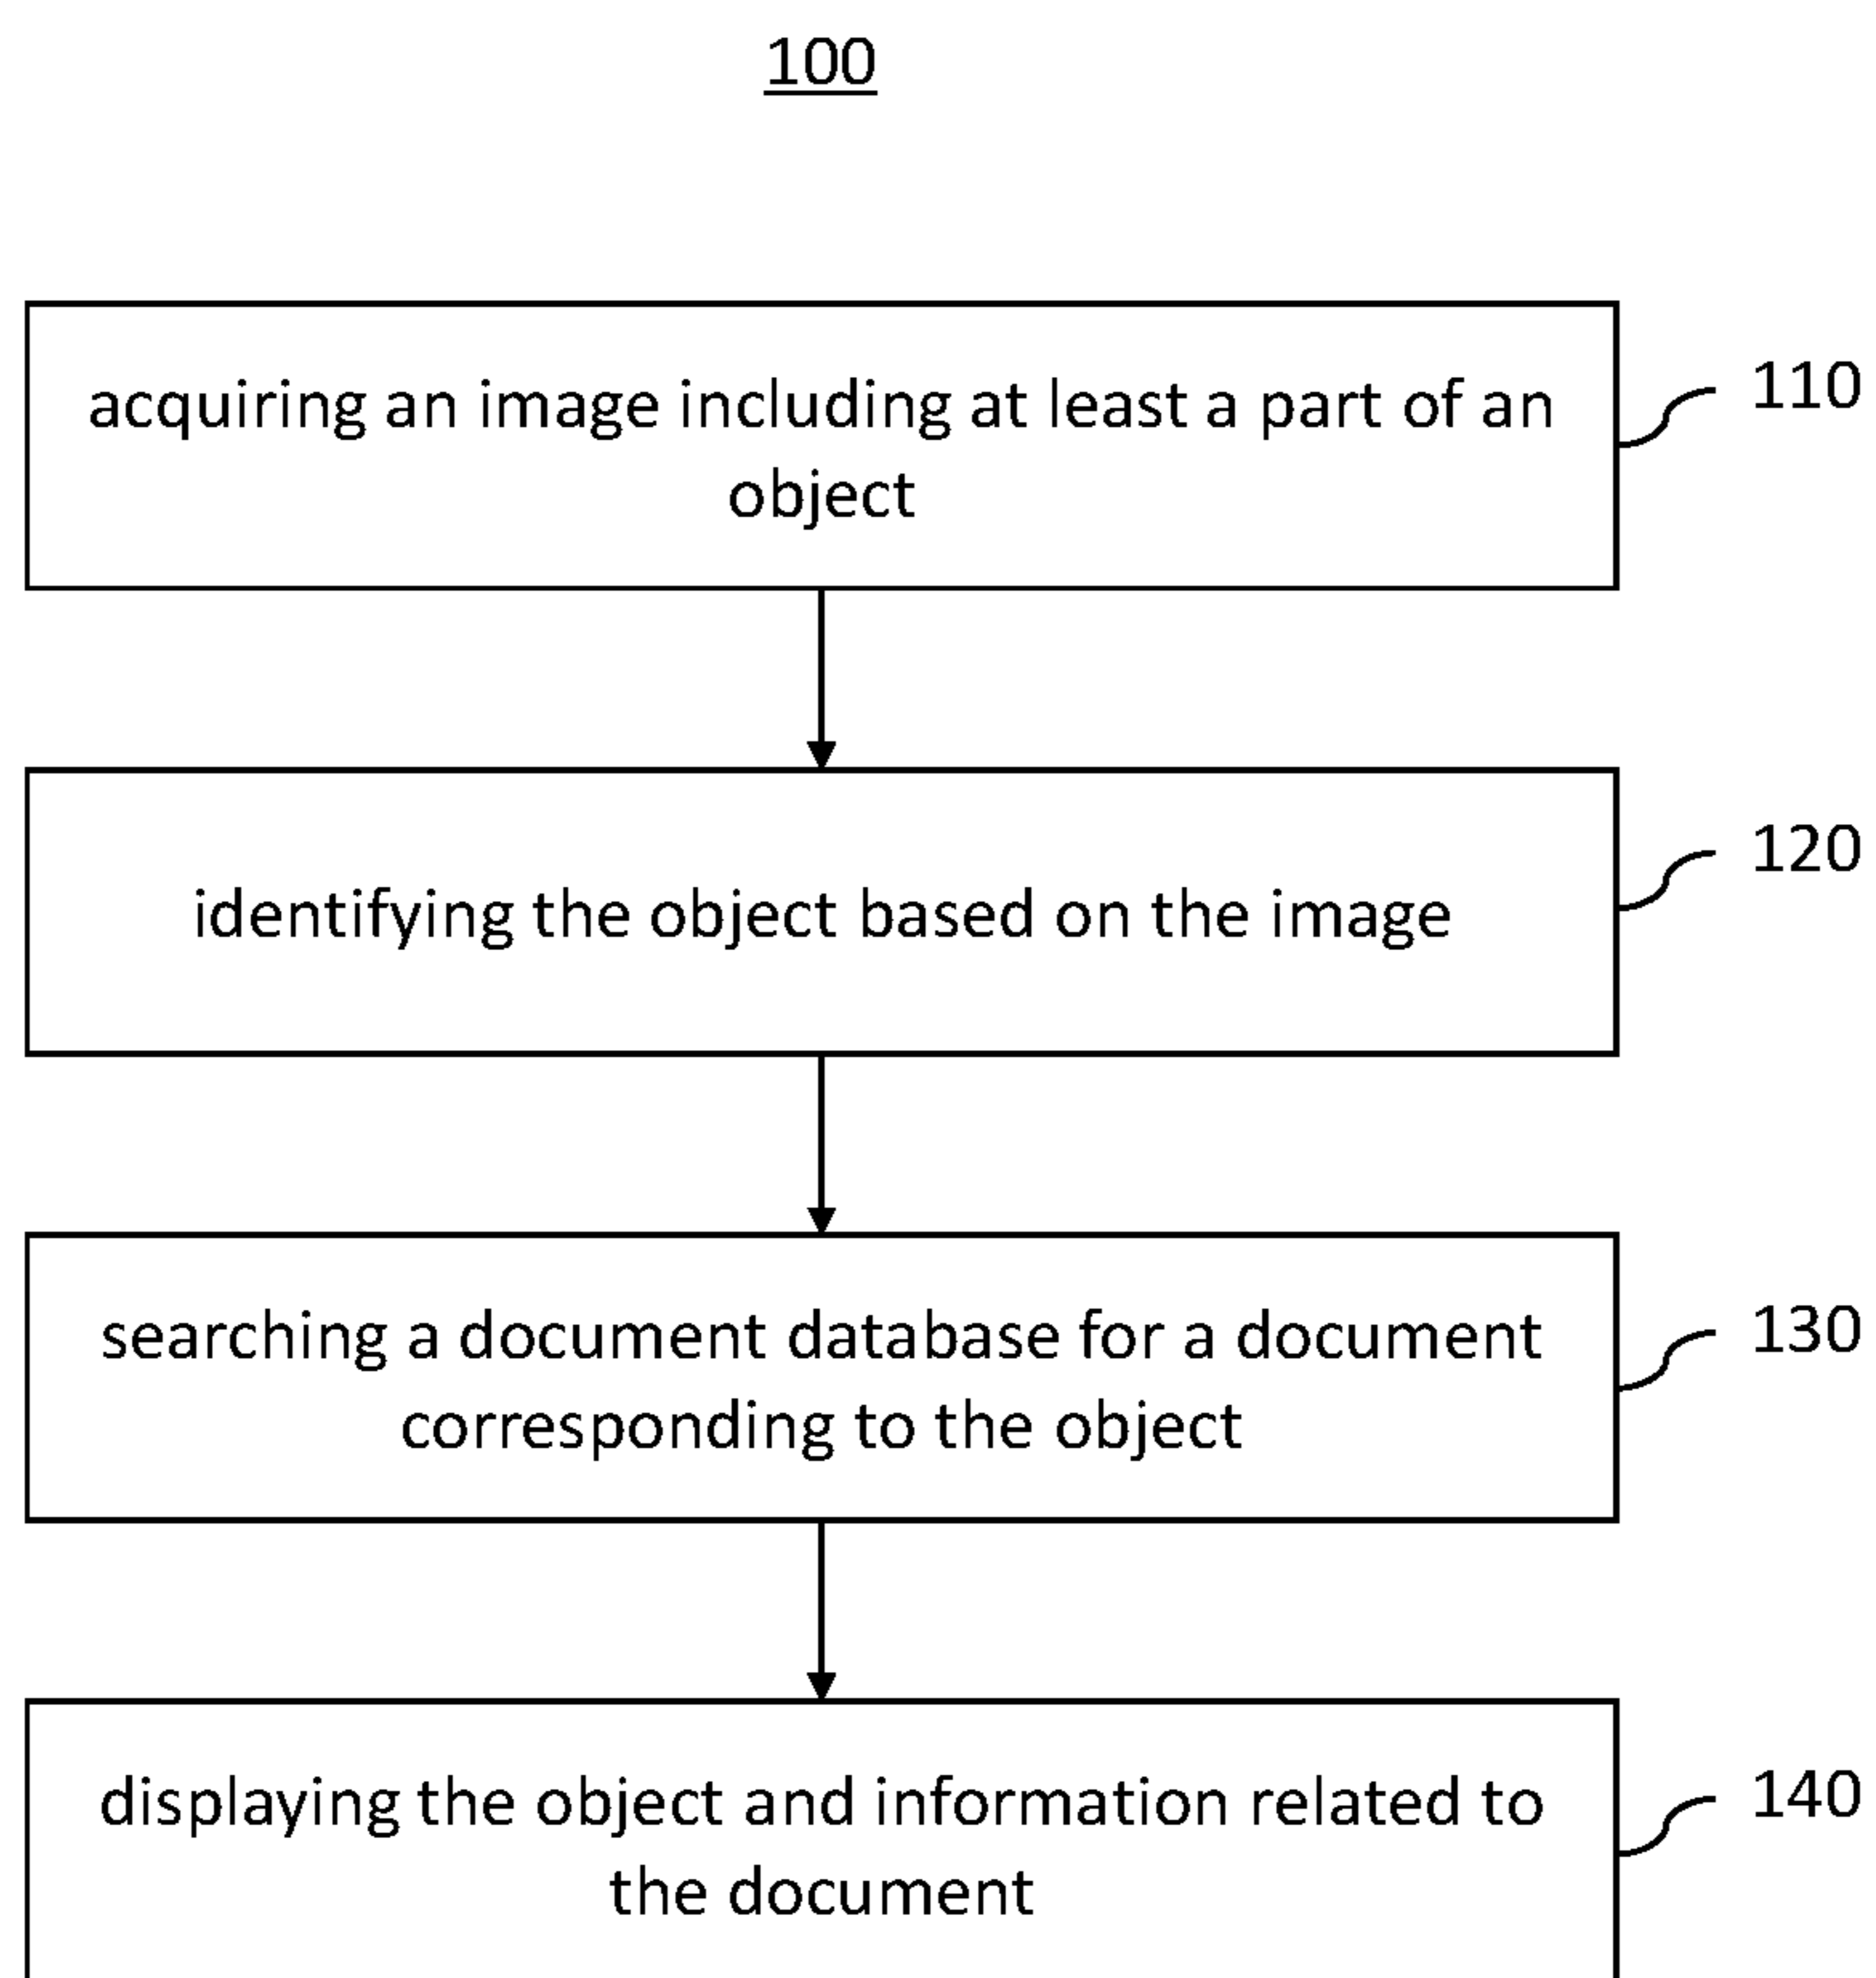 100
acquiring an image including at least a part of an
object
110
identifying the object based on the image
120
searching a document database for a document
corresponding to the object
130
displaying the object and information related to
the document
140